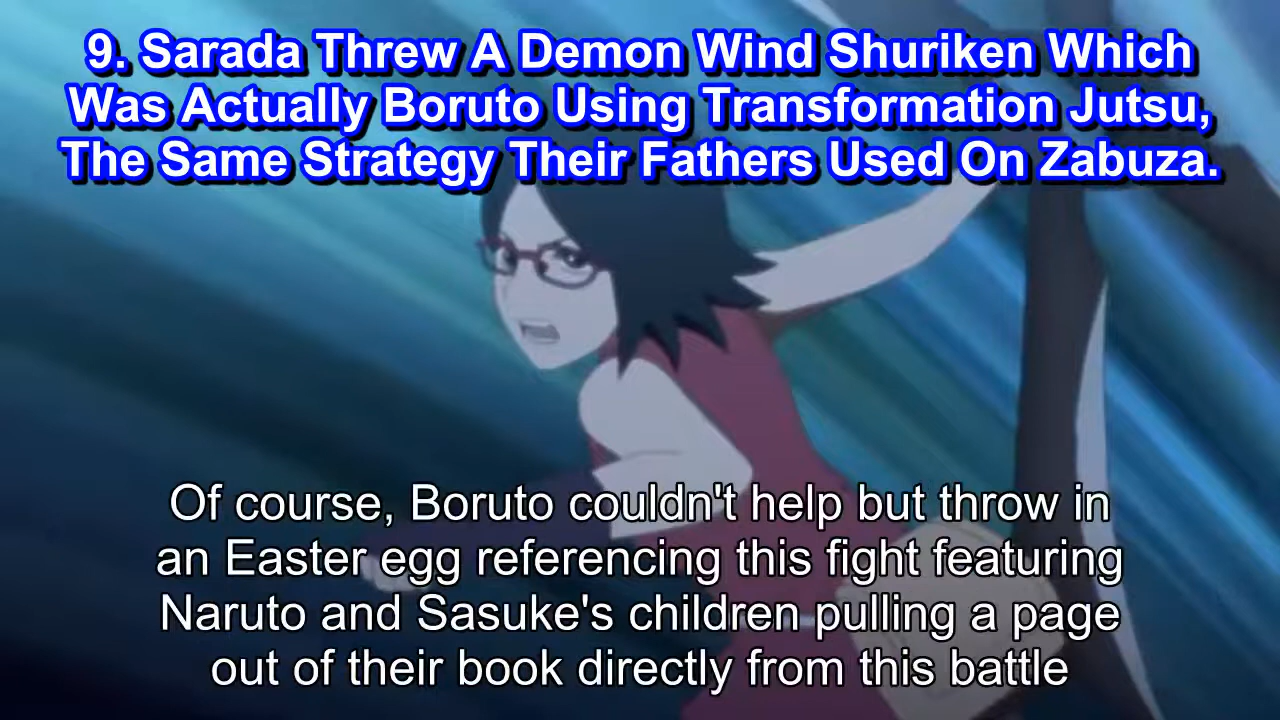 9. Sarada Threw A Demon Wind Shuriken Which
Was Actually Boruto Using Transformation Jutsu,
The Same Strategy Their Fathers Used On Zabuza.
Of course, Boruto couldn't help but throw in
an Easter egg referencing this fight featuring
Naruto and Sasuke's children pulling a page
out of their book directly from this battle